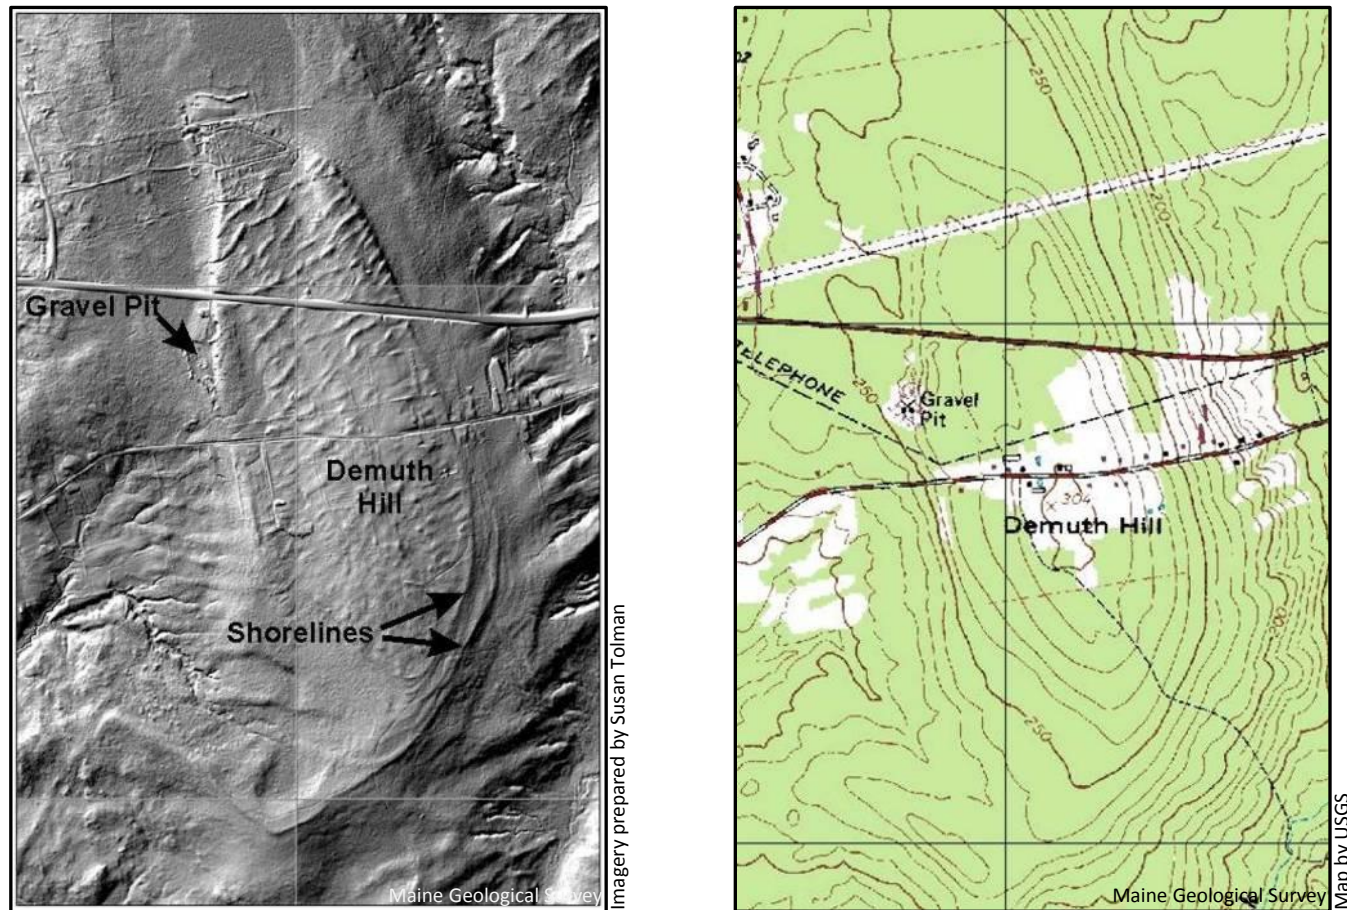 Gravel Pit
Demuth
Hill
Shorelines
Maine Geological Survey
Imagery prepared by Susan Tolman
250
200
TELEPHONE
250
Gravel
Pit
304
Demuth Hill
200
250
Maine Geological Survey
Map by USGS